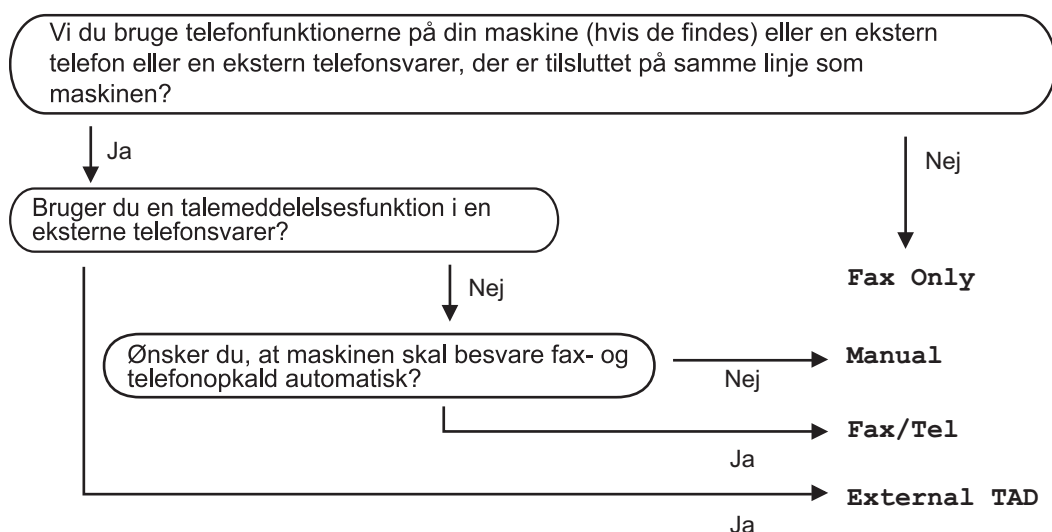 Vi du bruge telefonfunktionerne på din maskine (hvis de findes) eller en ekstern
telefon eller en ekstern telefonsvarer, der er tilsluttet på samme linje som
maskinen?
Ja
Nej
Bruger du en talemeddelelsesfunktion i en
eksterne telefonsvarer?
Nej
Fax Only
Ønsker du, at maskinen skal besvare fax- og
telefonopkald automatisk?
Nej
Manual
Ja
Fax/Tel
Ja
External TAD